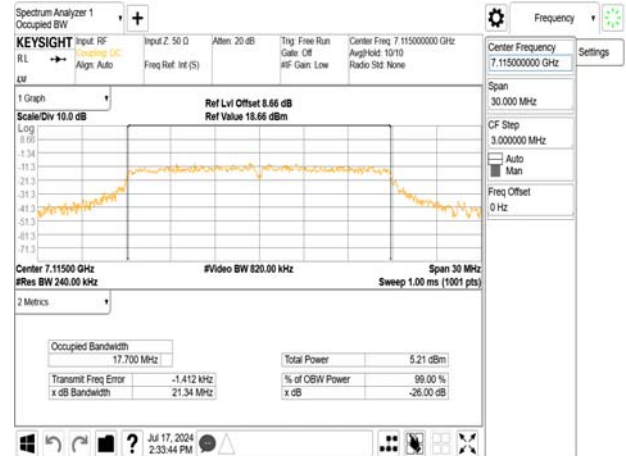 Spectrum Analyzer 1
Occupied BW
Frequency
KEYSIGHT
Input: RF
Coupling: DC
Align: Auto
Input Z: 50 Ω
Freq Ref: Int (S)
Atten: 20 dB
Trig: Free Run
Gate: Off
#IF Gain: Low
Center Freq: 7.115000000 GHz
Avg|Hold: 10/10
Radio Std: None
RL
LV
Center Frequency
7.115000000 GHz
Settings
Span
30.000 MHz
CF Step
3.000000 MHz
Auto
Man
Freq Offset
0 Hz
1 Graph
Scale/Div 10.0 dB
Ref Lvl Offset 8.66 dB
Ref Value 18.66 dBm
Log
8.66
-1.34
-11.3
-21.3
-31.3
-41.3
-51.3
-61.3
-71.3
Center 7.11500 GHz
#Video BW 820.00 kHz
Span 30 MHz
#Res BW 240.00 kHz
Sweep 1.00 ms (1001 pts)
2 Metrics
Occupied Bandwidth
17.700 MHz
Total Power 5.21 dBm
Transmit Freq Error -1.412 kHz
% of OBW Power 99.00 %
x dB Bandwidth 21.34 MHz
x dB -26.00 dB
Jul 17, 2024
2:33:44 PM